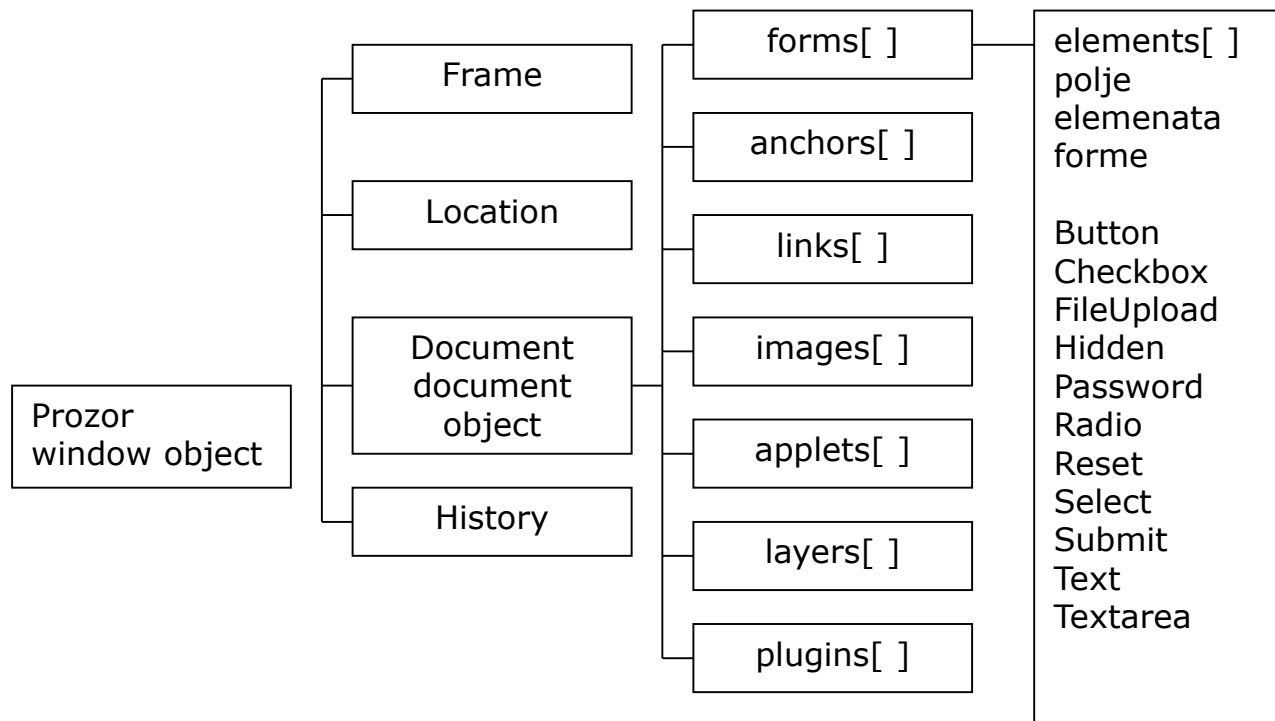 Prozor
window object
Frame
Location
Document
document
object
History
forms[ ]
anchors[ ]
links[ ]
images[ ]
applets[ ]
layers[ ]
plugins[ ]
elements[ ]
polje
elemenata
forme
Button
Checkbox
FileUpload
Hidden
Password
Radio
Reset
Select
Submit
Text
Textarea